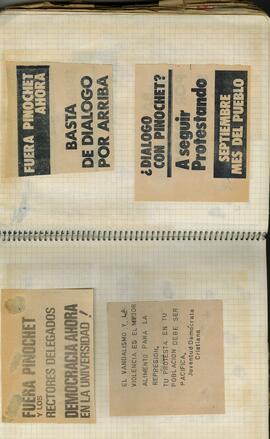 FUERA PINOCHET
AHORA
BASTA
DE DIALOGO
POR ARRIBA
¿DIALOGO
CON PINOCHET?
A seguir
Protestando
SEPTIEMBRE
MES DEL PUEBLO
FUERA PINOCHET
Y LOS
RECTORES DELEGADOS
DEMOCRACIA AHORA
EN LA UNIVERSIDAD!
EL VANDALISMO Y LA
VIOLENCIA ES EL MEJOR
ALIMENTO PARA LA
REPRESION,
TU PROTESTA EN TU
POBLACION DEBE SER
PACIFICA.
Juventud Demócrata
Cristiana